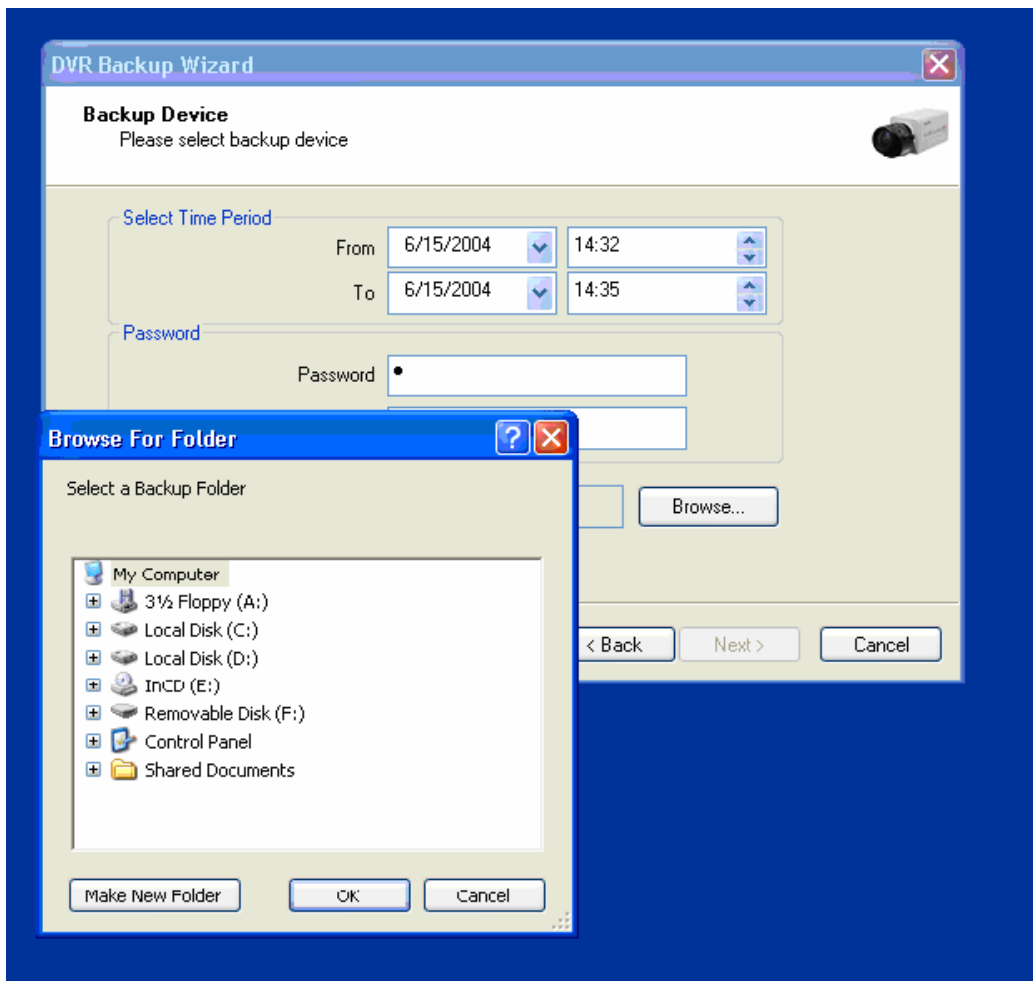 DVR Backup Wizard
Backup Device
Please select backup device
Select Time Period
From 6/15/2004 14:32
To 6/15/2004 14:35
Password
Password •
Browse For Folder
Select a Backup Folder
Browse...
My Computer
3½ Floppy (A:)
Local Disk (C:)
Local Disk (D:)
InCD (E:)
Removable Disk (F:)
Control Panel
Shared Documents
< Back Next > Cancel
Make New Folder OK Cancel